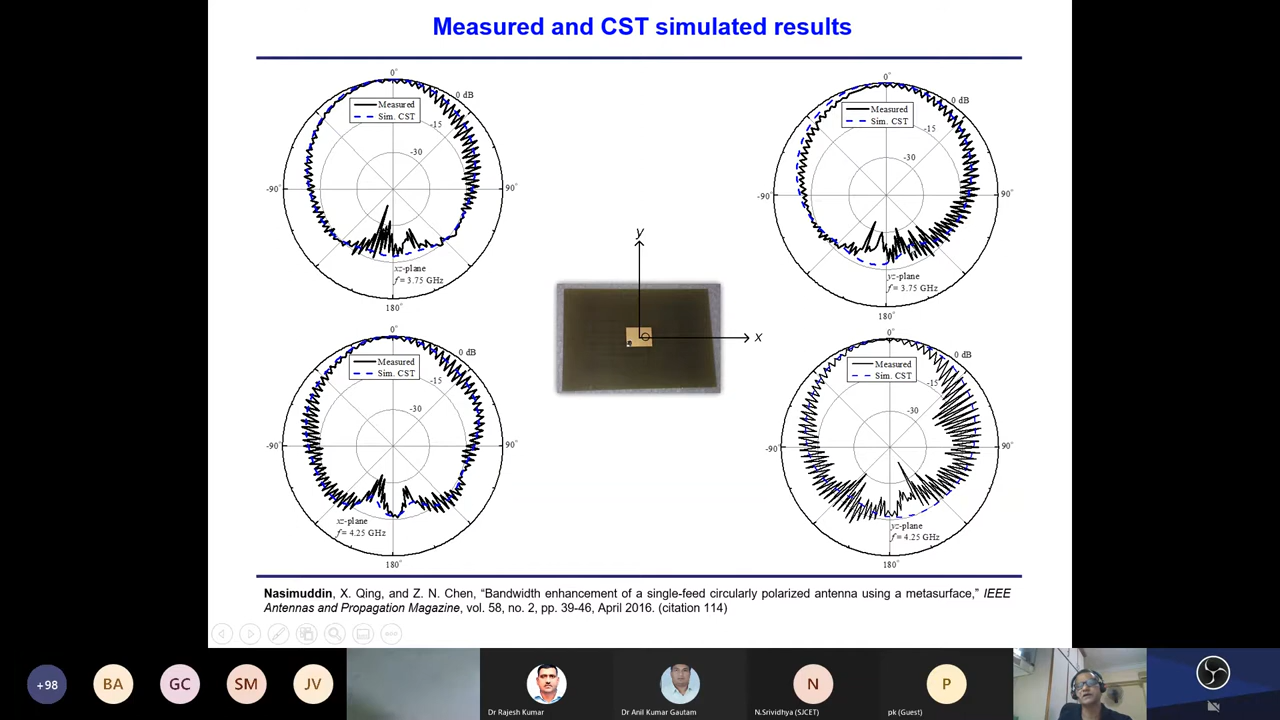 Measured and CST simulated results
0°
0 dB
Measured
Sim. CST
-15
-30
-90°
90°
xz-plane
f = 3.75 GHz
180°
0°
0 dB
Measured
Sim. CST
-15
-30
-90°
90°
yz-plane
f = 3.75 GHz
180°
y
x
0°
0 dB
Measured
Sim. CST
-15
-30
-90°
90°
xz-plane
f = 4.25 GHz
180°
0°
0 dB
Measured
Sim. CST
-15
-30
-90°
90°
yz-plane
f = 4.25 GHz
180°
Nasimuddin, X. Qing, and Z. N. Chen, “Bandwidth enhancement of a single-feed circularly polarized antenna using a metasurface,” IEEE
Antennas and Propagation Magazine, vol. 58, no. 2, pp. 39-46, April 2016. (citation 114)
+98
BA
GC
SM
JV
Dr Rajesh Kumar
Dr Anil Kumar Gautam
N
N.Srividhya (SJCET)
P
pk (Guest)